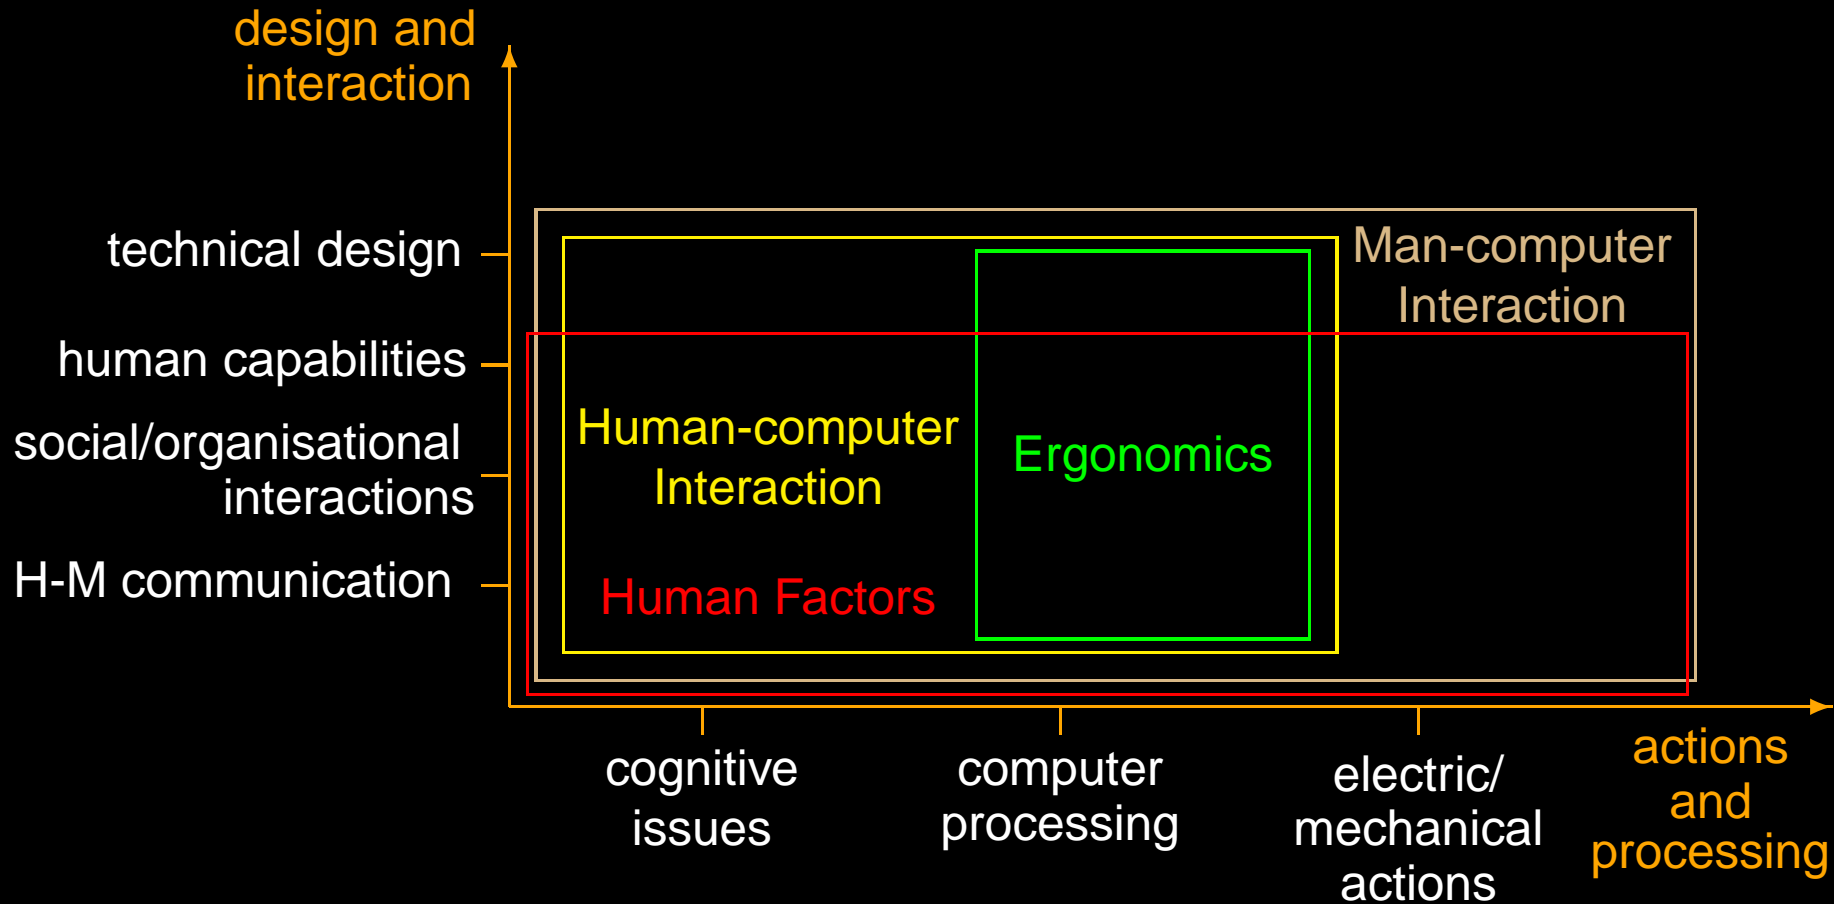 design and
interaction
technical design
Man-computer
Interaction
human capabilities
social/organisational
interactions
Human-computer
Interaction
Ergonomics
H-M communication
Human Factors
cognitive
issues
computer
processing
electric/
mechanical
actions
actions
and
processing